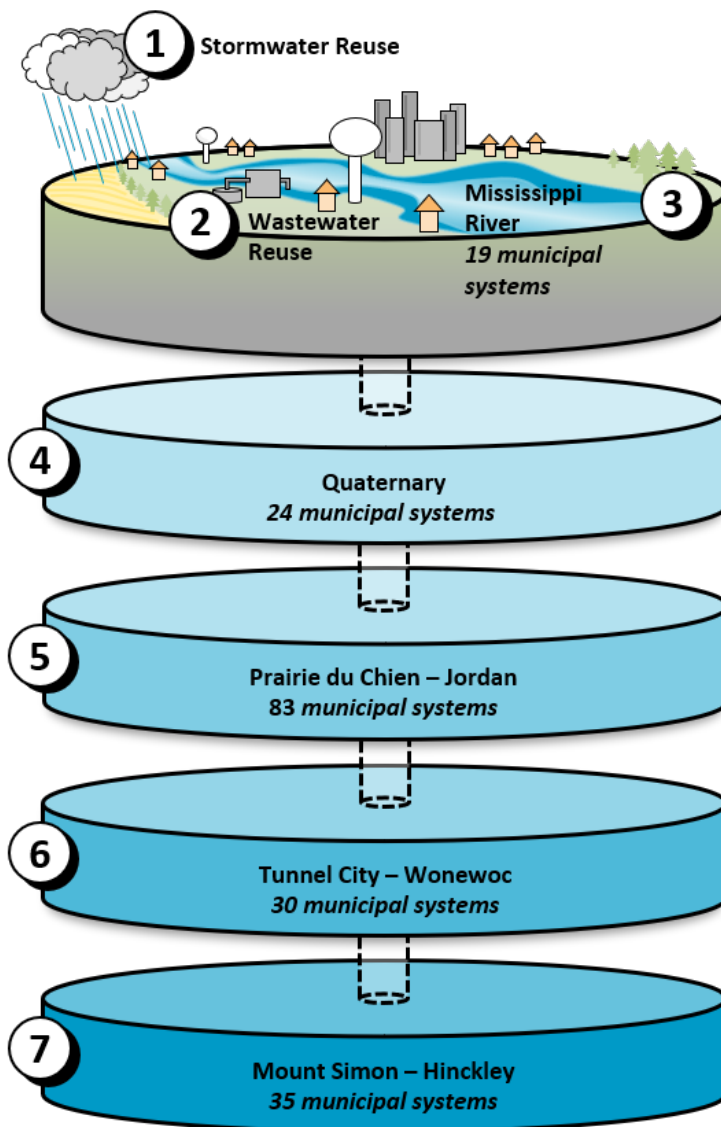 1
Stormwater Reuse
2
Wastewater
Reuse
Mississippi
River
19 municipal
systems
3
4
Quaternary
24 municipal systems
5
Prairie du Chien – Jordan
83 municipal systems
6
Tunnel City – Wonewoc
30 municipal systems
7
Mount Simon – Hinckley
35 municipal systems